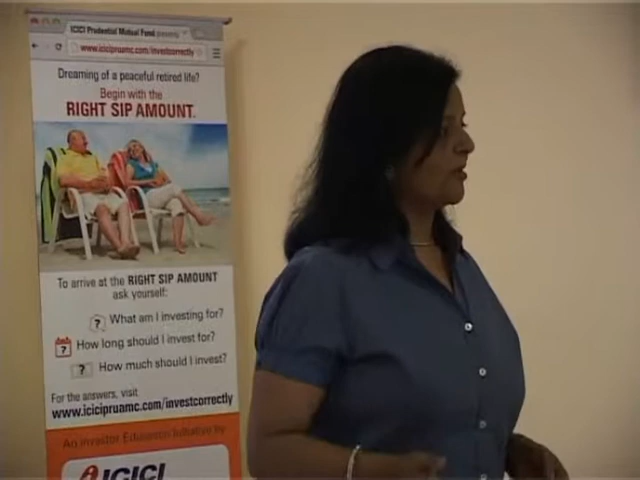 ICICI Prudential Mutual Fund
www.icicipruamc.com/investcorrectly
Dreaming of a peaceful retired life?
Begin with the
RIGHT SIP AMOUNT.
To arrive at the RIGHT SIP AMOUNT
ask yourself:
? What am I investing for?
? How long should I invest for?
? How much should I invest?
For the answers, visit
www.icicipruamc.com/investcorrectly
An Investor Education Initiative by
ICICI